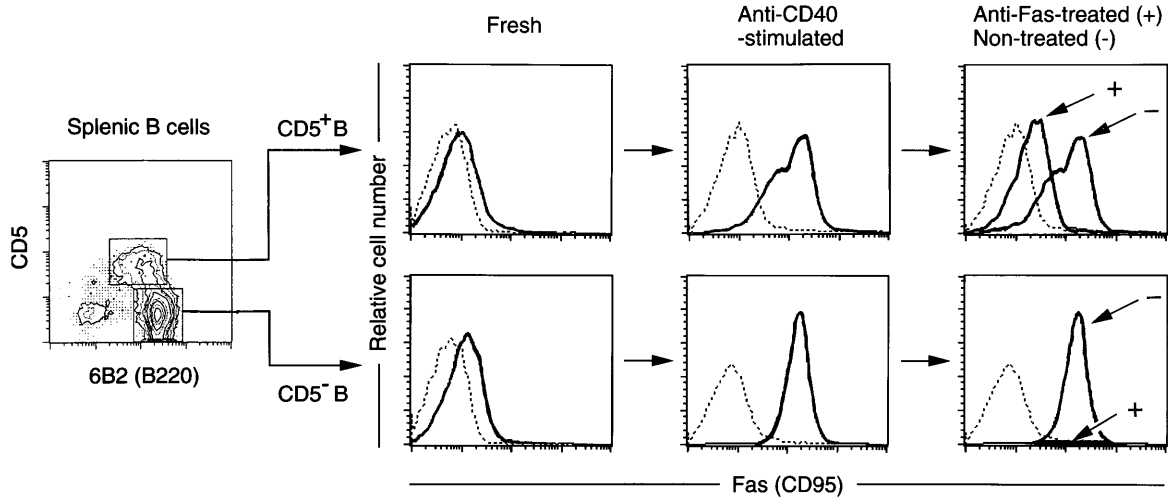 Fresh
Anti-CD40
-stimulated
Anti-Fas-treated (+)
Non-treated (-)
Splenic B cells
CD5
6B2 (B220)
CD5+ B
CD5- B
Relative cell number
+
−
−
+
Fas (CD95)